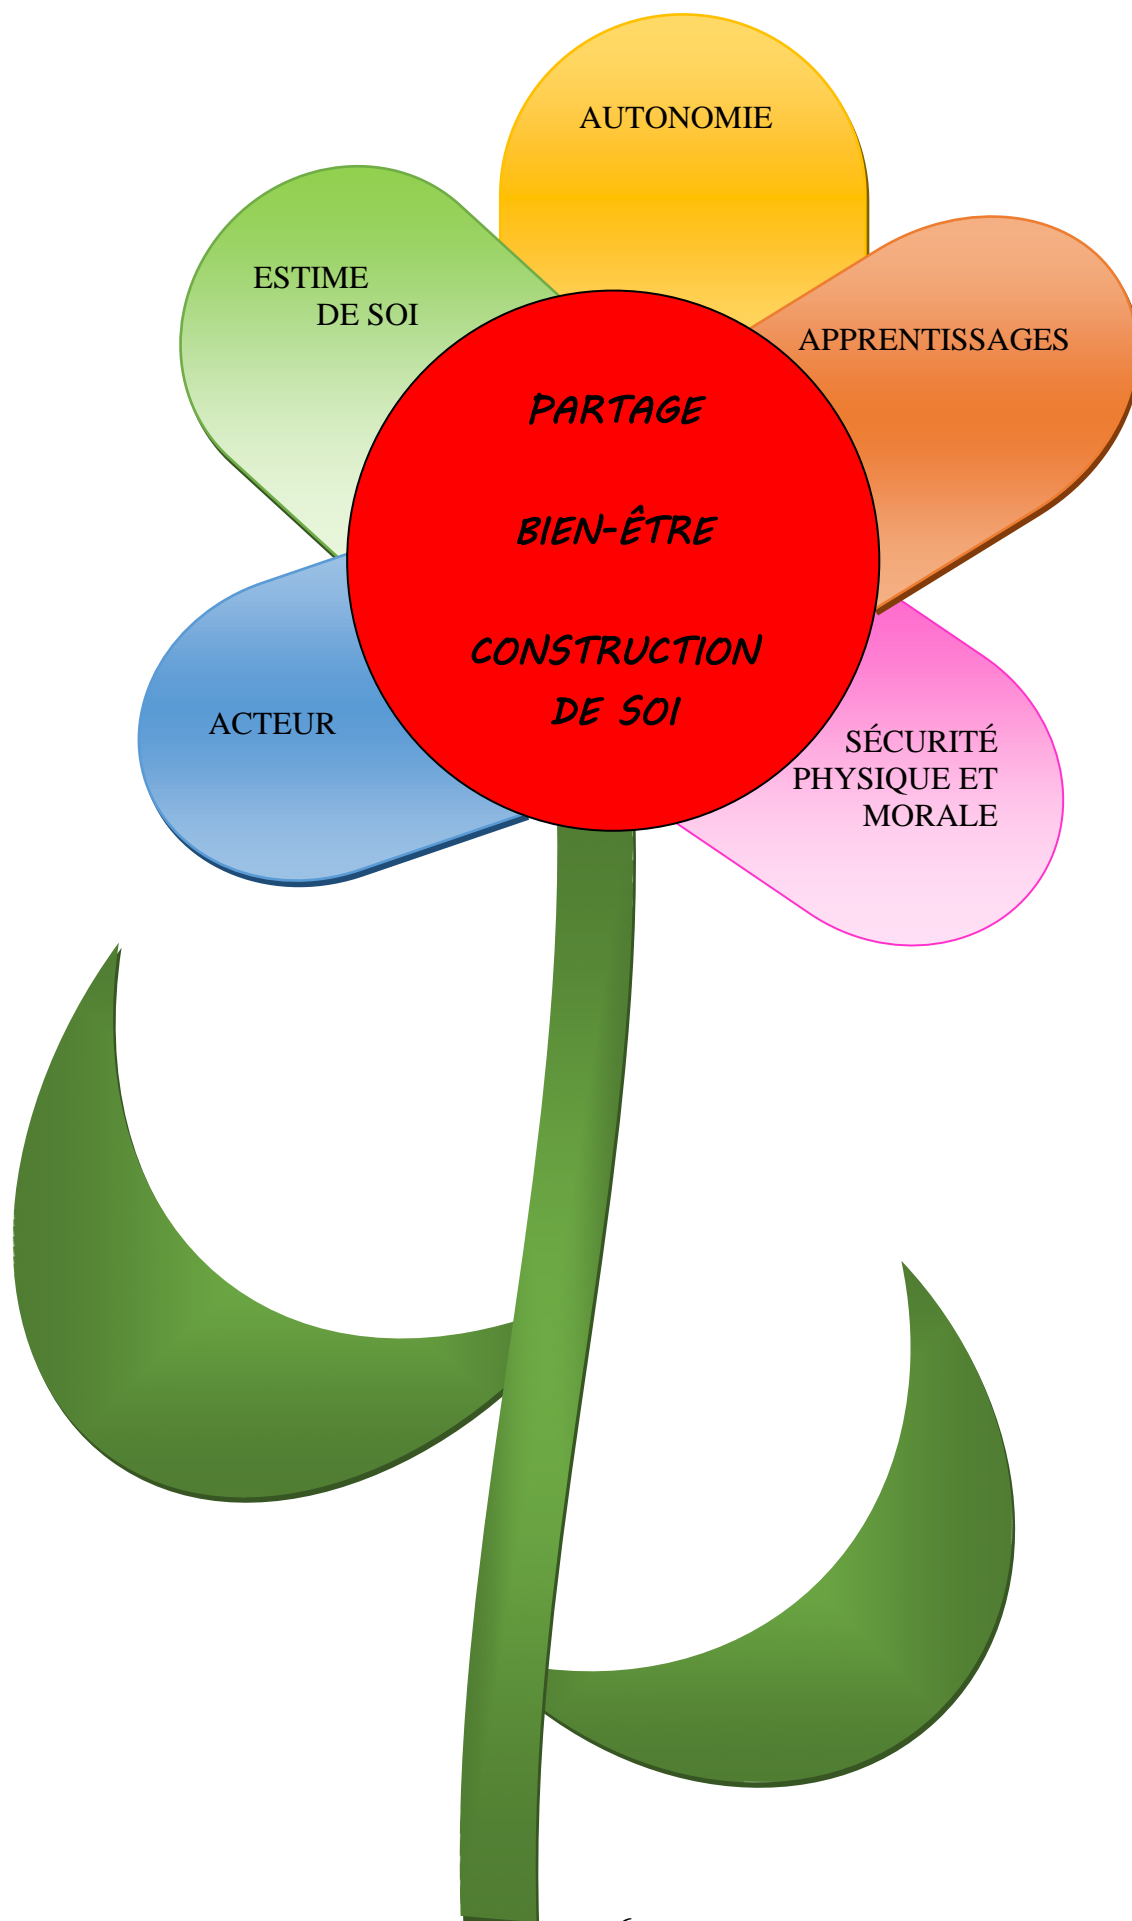 AUTONOMIE
ESTIME
DE SOI
APPRENTISSAGES
PARTAGE
BIEN-ÊTRE
CONSTRUCTION
DE SOI
ACTEUR
SÉCURITÉ
PHYSIQUE ET
MORALE